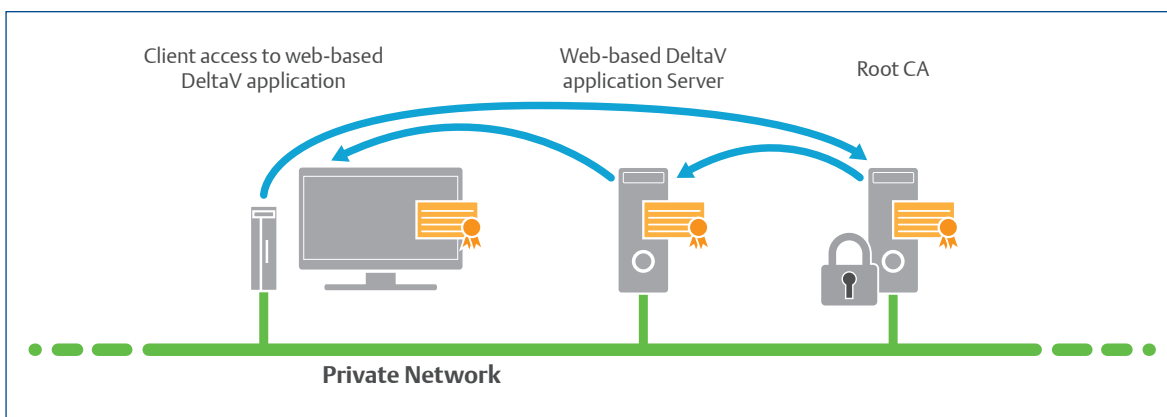 Client access to web-based
DeltaV application
Web-based DeltaV
application Server
Root CA
Private Network